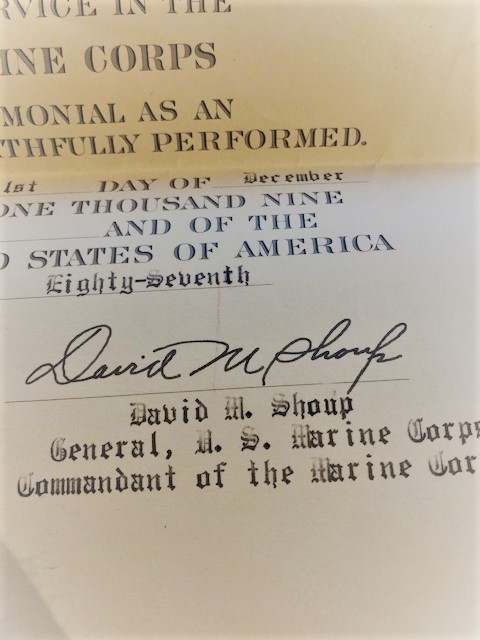 RVICE IN THE
INE CORPS
MONIAL AS AN
THFULLY PERFORMED.
1st DAY OF December
ONE THOUSAND NINE
AND OF THE
D STATES OF AMERICA
Eighty-Seventh
David M. Shoup
David M. Shoup
General, U. S. Marine Corps
Commandant of the Marine Cor